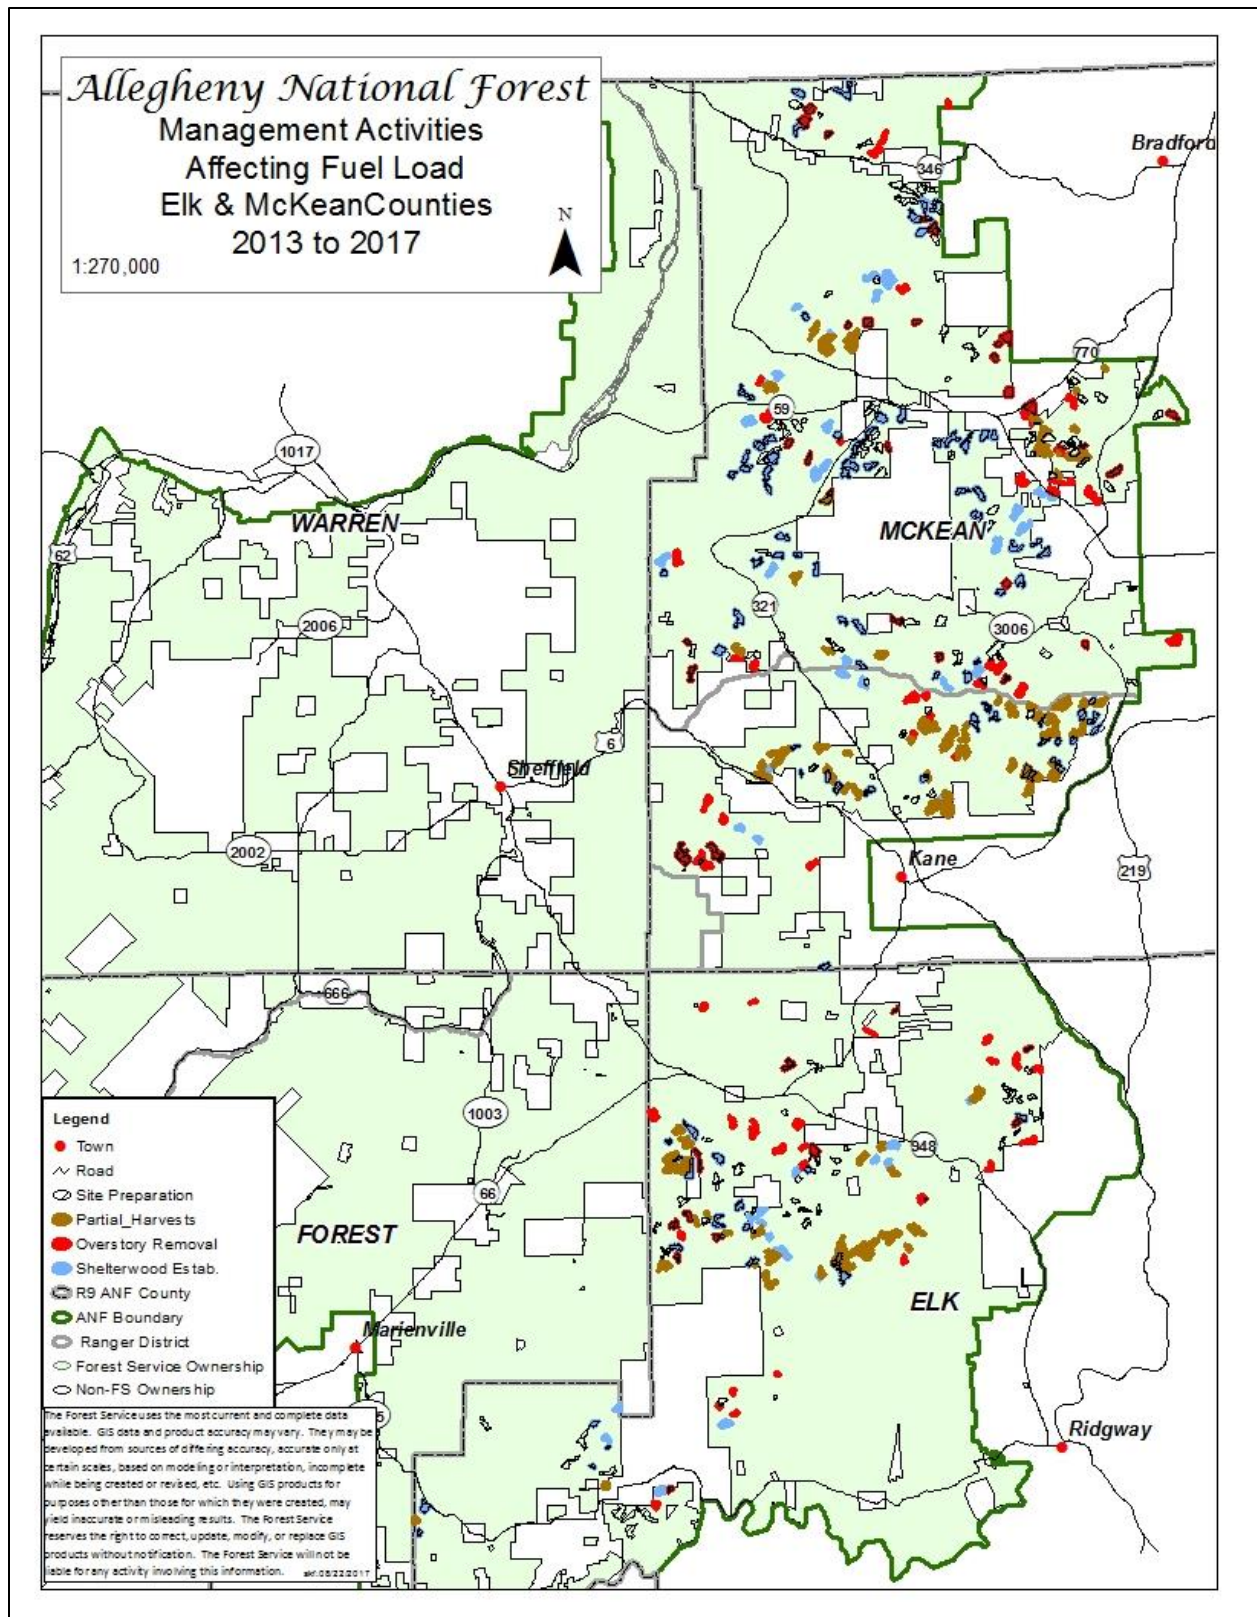 Allegheny National Forest
Management Activities
Affecting Fuel Load
Elk & McKeanCounties
2013 to 2017
1:270,000
N
Bradford
346
770
59
1017
WARREN
MCKEAN
62
321
2006
3006
6
Sheffield
2002
Kane
219
666
1003
948
66
FOREST
L
ELK
Marienville
Ridgway
Legend
Town
Road
Site Preparation
Partial_Harvests
Overstory Removal
Shelterwood Estab.
R9 ANF County
ANF Boundary
Ranger District
Forest Service Ownership
Non-FS Ownership
5
The Forest Service uses the most current and complete data
available. GIS data and product accuracy may vary. They may be
developed from sources of differing accuracy, accurate only at
certain scales, based on modeling or interpretation, incomplete
while being created or revised, etc. Using GIS products for
purposes other than those for which they were created, may
yield inaccurate or misleading results. The Forest Service
reserves the right to correct, update, modify, or replace GIS
products without notification. The Forest Service will not be
liable for any activity involving this information.